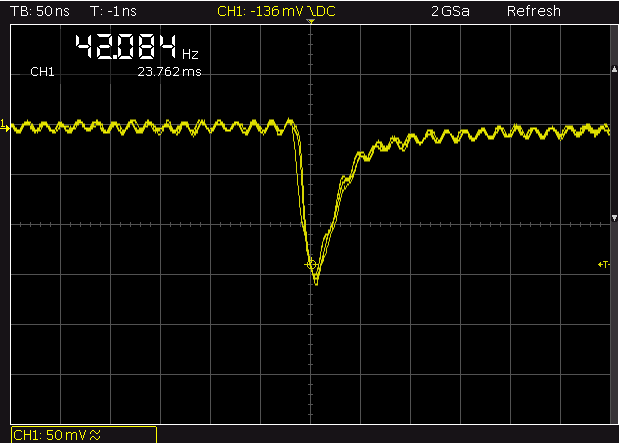 TB: 50 ns T: -1 ns CH1: -136 mV \ DC 2 GSa Refresh
42.084 Hz
CH1 23.762 ms
1
T
CH1: 50 mV ≈